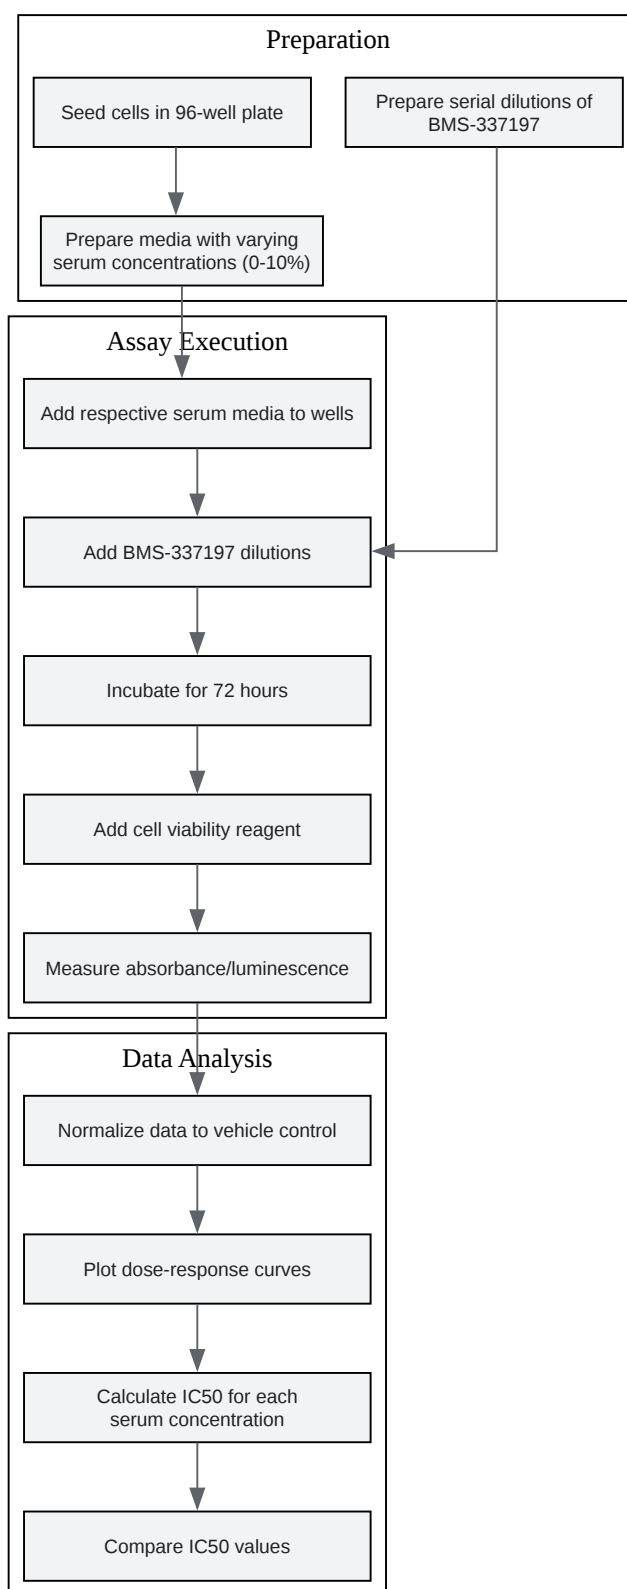 Preparation
Seed cells in 96-well plate
Prepare serial dilutions of
BMS-337197
Prepare media with varying
serum concentrations (0-10%)
Assay Execution
Add respective serum media to wells
Add BMS-337197 dilutions
Incubate for 72 hours
Add cell viability reagent
Measure absorbance/luminescence
Data Analysis
Normalize data to vehicle control
Plot dose-response curves
Calculate IC50 for each
serum concentration
Compare IC50 values